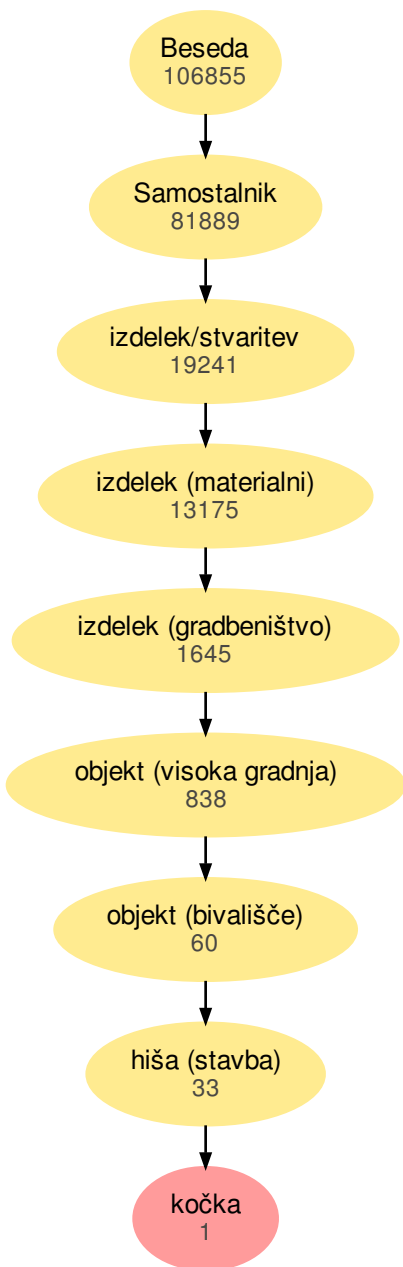 Beseda
106855
Samostalnik
81889
izdelek/stvaritev
19241
izdelek (materialni)
13175
izdelek (gradbeništvo)
1645
objekt (visoka gradnja)
838
objekt (bivališče)
60
hiša (stavba)
33
kočka
1